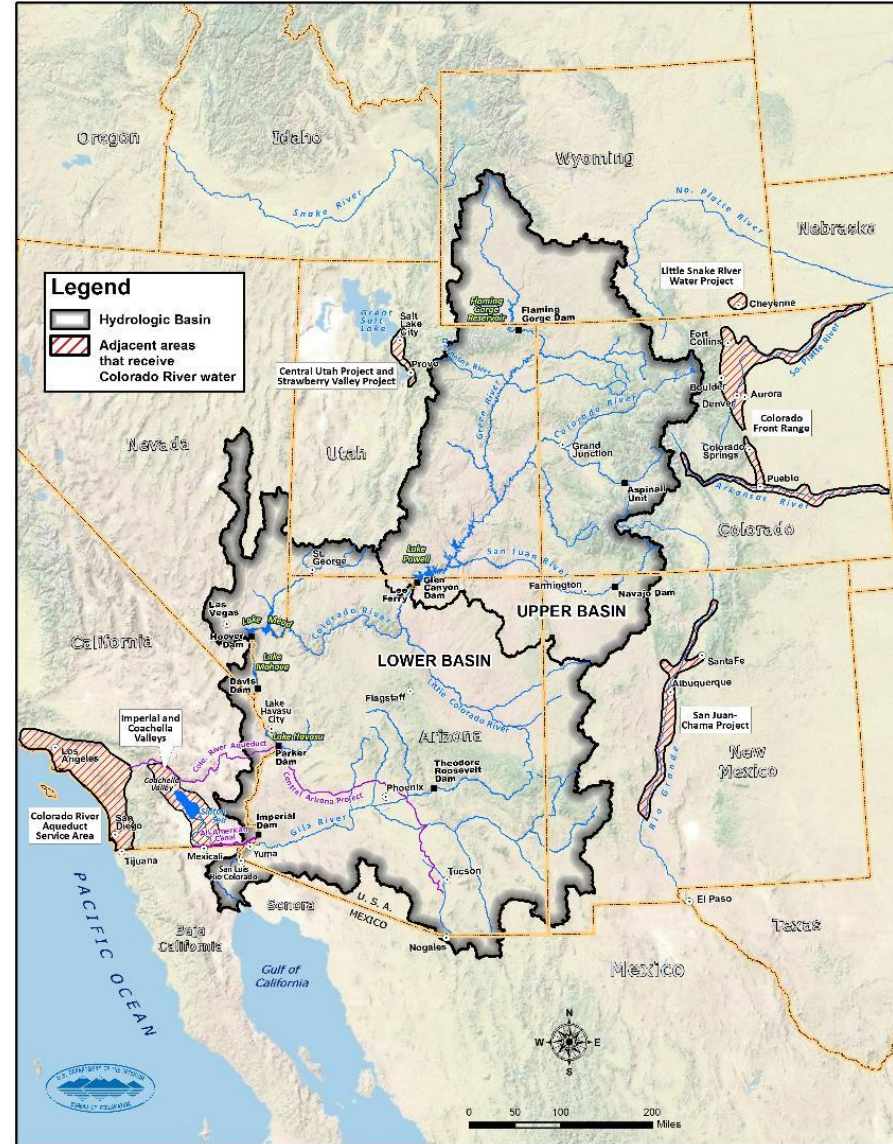 Oregon
Idaho
Wyoming
Snake River
No. Platte River
Nebraska
Legend
Hydrologic Basin
Adjacent areas
that receive
Colorado River water
Little Snake River
Water Project
Cheyenne
Great
Salt
Lake
Salt
Lake
City
Provo
Flaming
Gorge
Reservoir
Flaming
Gorge Dam
Fort
Collins
So. Platte River
Central Utah Project and
Strawberry Valley Project
Green River
Colorado River
Boulder
Denver
Aurora
Colorado
Front Range
Nevada
Utah
Grand
Junction
Colorado
Springs
Pueblo
Aspinall
Unit
Arkansas River
Colorado
St.
George
Lake
Powell
San Juan River
Glen
Canyon
Dam
Lee
Ferry
Farmington
Navajo Dam
UPPER BASIN
Las
Vegas
Lake Mead
Hoover
Dam
Colorado River
LOWER BASIN
California
Lake
Mohave
Davis
Dam
Lake
Havasu
City
Flagstaff
Little Colorado River
SantaFe
Albuquerque
San Juan-
Chama Project
Imperial and
Coachella
Valleys
Lake Havasu
Parker
Dam
Arizona
New
Mexico
Los
Angeles
Colo. River Aqueduct
Coachella
Valley
Salton
Sea
Central Arizona Project
Phoenix
Theodore
Roosevelt
Dam
Rio Grande
Colorado River
Aqueduct
Service Area
San
Diego
All American
Canal
Imperial
Dam
Gila River
Tijuana
Mexicali
Yuma
San Luis
Rio Colorado
Tucson
Sonora
U. S. A.
MEXICO
Nogales
El Paso
Texas
Mexico
PACIFIC OCEAN
Baja
California
Gulf of
California
N
W
E
S
U.S. DEPARTMENT OF THE INTERIOR
BUREAU OF RECLAMATION
0 50 100 200
Miles